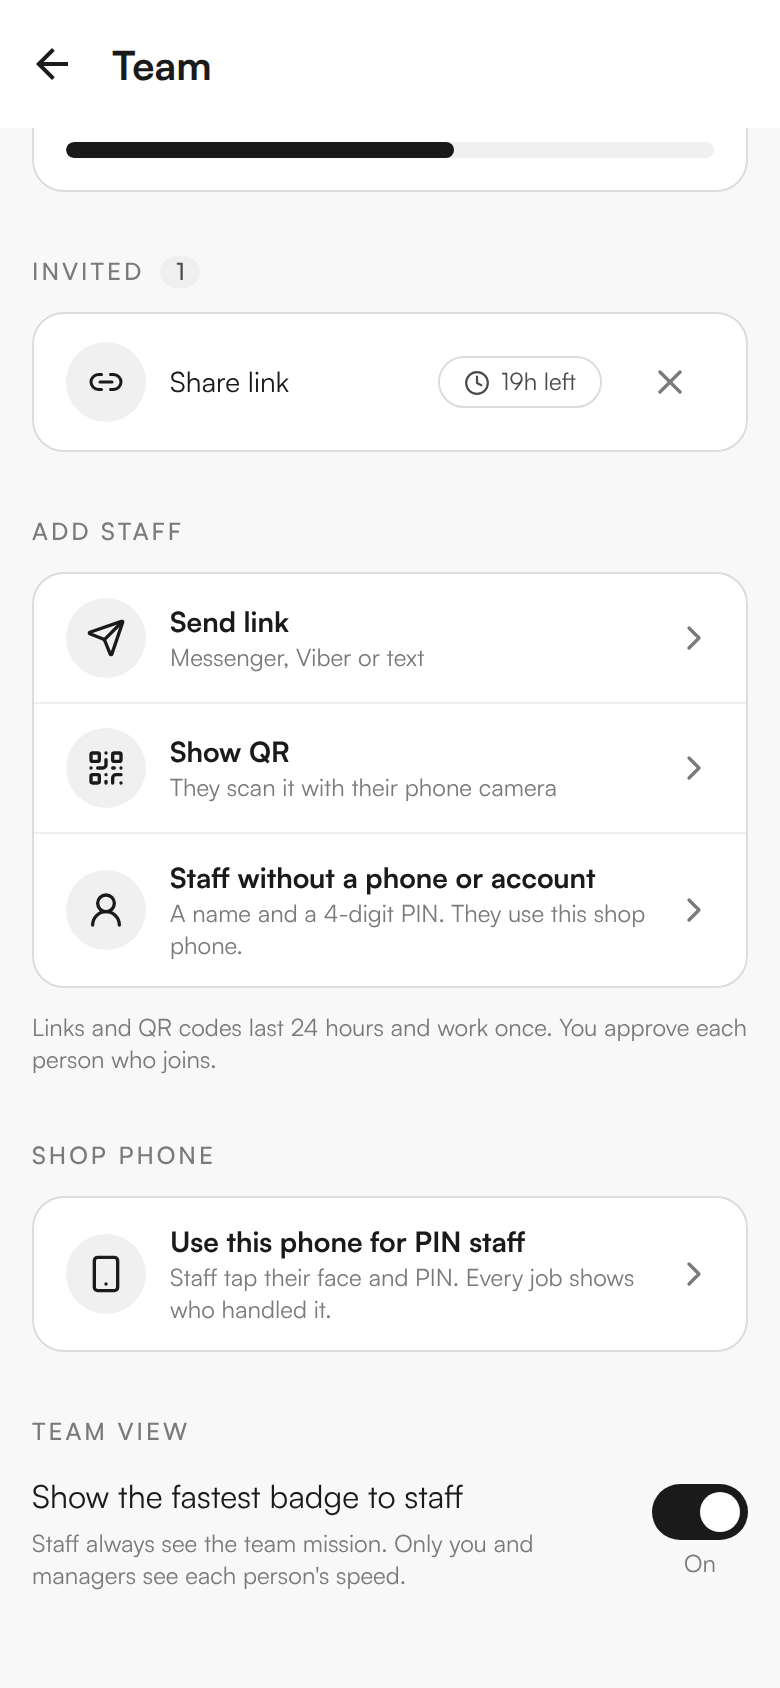 Team
INVITED 1
Share link
19h left
ADD STAFF
Send link
Messenger, Viber or text
Show QR
They scan it with their phone camera
Staff without a phone or account
A name and a 4-digit PIN. They use this shop
phone.
Links and QR codes last 24 hours and work once. You approve each
person who joins.
SHOP PHONE
Use this phone for PIN staff
Staff tap their face and PIN. Every job shows
who handled it.
TEAM VIEW
Show the fastest badge to staff
Staff always see the team mission. Only you and
managers see each person's speed.
On